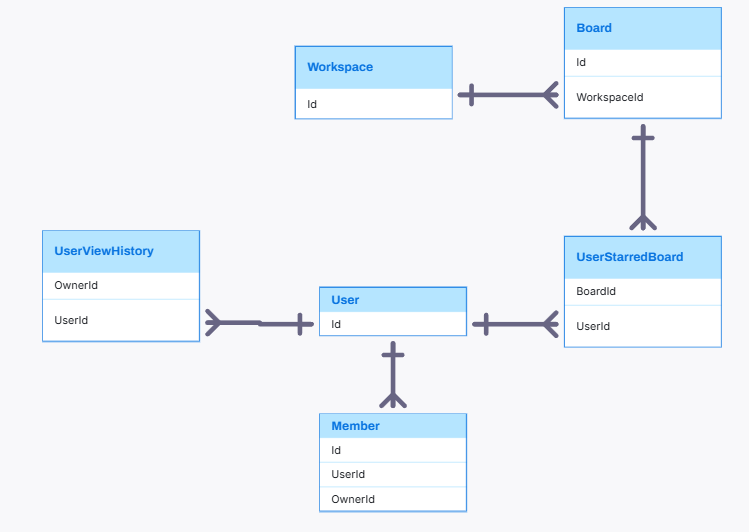 Board
Id
WorkspaceId
Workspace
Id
UserViewHistory
OwnerId
UserId
User
Id
UserStarredBoard
BoardId
UserId
Member
Id
UserId
OwnerId